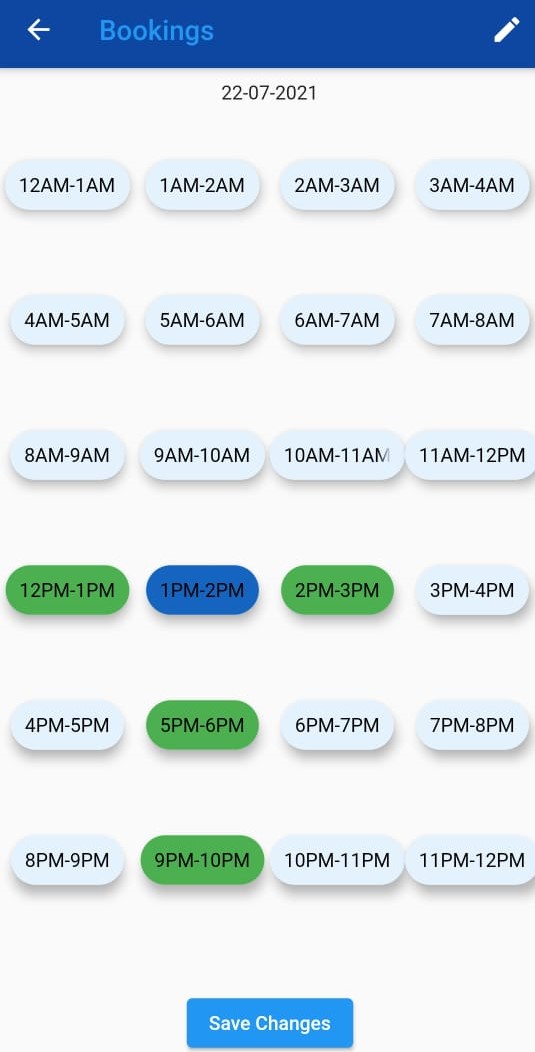 Bookings
22-07-2021
12AM-1AM 1AM-2AM 2AM-3AM 3AM-4AM
4AM-5AM 5AM-6AM 6AM-7AM 7AM-8AM
8AM-9AM 9AM-10AM 10AM-11AM 11AM-12PM
12PM-1PM 1PM-2PM 2PM-3PM 3PM-4PM
4PM-5PM 5PM-6PM 6PM-7PM 7PM-8PM
8PM-9PM 9PM-10PM 10PM-11PM 11PM-12PM
Save Changes